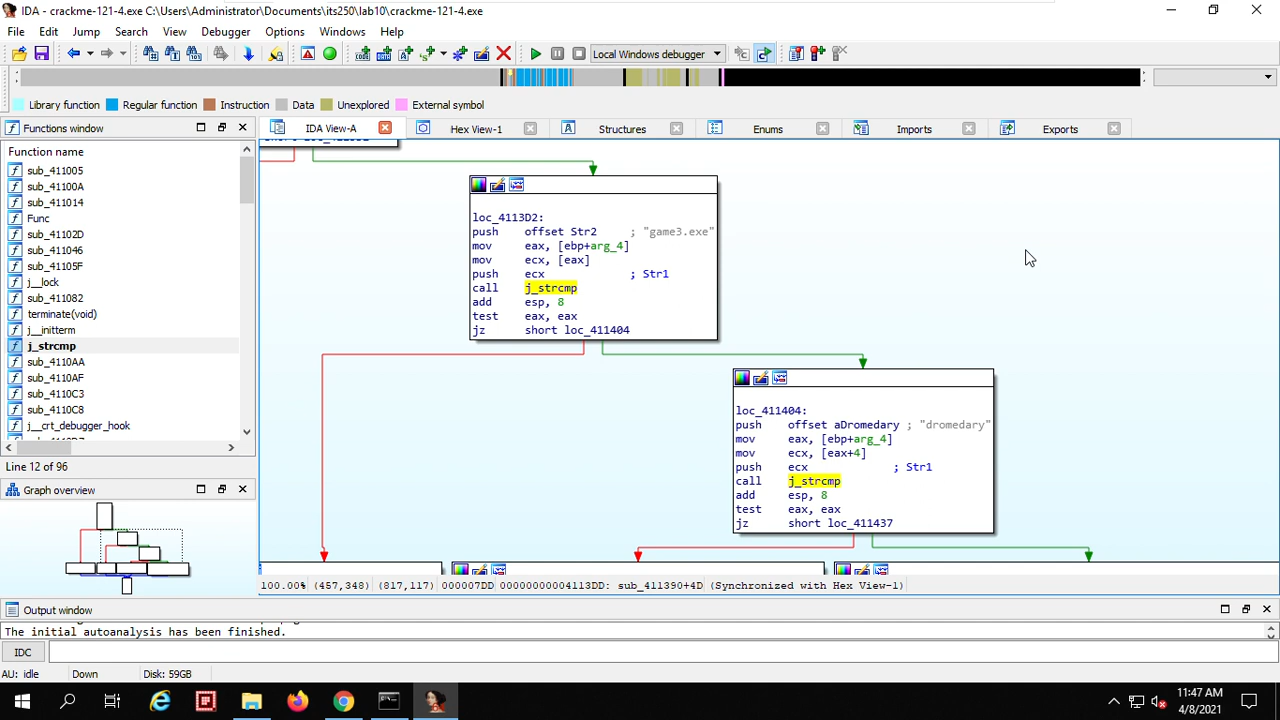 IDA - crackme-121-4.exe C:\Users\Administrator\Documents\its250\lab10\crackme-121-4.exe
File Edit Jump Search View Debugger Options Windows Help
Local Windows debugger
Library function Regular function Instruction Data Unexplored External symbol
Functions window
IDA View-A Hex View-1 Structures Enums Imports Exports
Function name
sub_411005
sub_41100A
sub_411014
Func
sub_41102D
sub_411046
sub_41105F
j__lock
sub_411082
terminate(void)
j__initterm
j_strcmp
sub_4110AA
sub_4110AF
sub_4110C3
sub_4110C8
j__crt_debugger_hook
Line 12 of 96
Graph overview
loc_4113D2:
push offset Str2 ; "game3.exe"
mov eax, [ebp+arg_4]
mov ecx, [eax]
push ecx ; Str1
call j_strcmp
add esp, 8
test eax, eax
jz short loc_411404
loc_411404:
push offset aDromedary ; "dromedary"
mov eax, [ebp+arg_4]
mov ecx, [eax+4]
push ecx ; Str1
call j_strcmp
add esp, 8
test eax, eax
jz short loc_411437
100.00% (457,348) (817,117) 000007DD 00000000004113DD: sub_411390+4D (Synchronized with Hex View-1)
Output window
The initial autoanalysis has been finished.
IDC
AU: idle Down Disk: 59GB
11:47 AM
4/8/2021